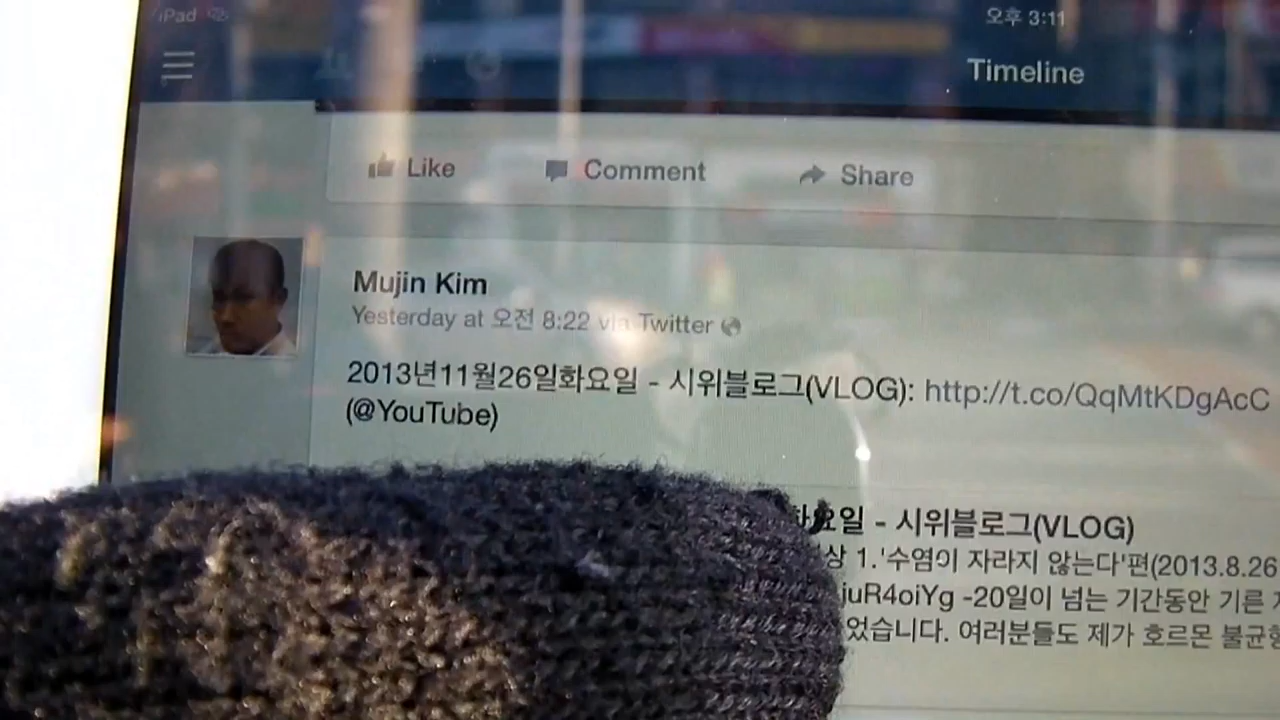 iPad
오후 3:11
Timeline
Like Comment Share
Mujin Kim
Yesterday at 오전 8:22 via Twitter
2013년11월26일화요일 - 시위블로그(VLOG): http://t.co/QqMtKDgAcC
(@YouTube)
화요일 - 시위블로그(VLOG)
상 1.'수염이 자라지 않는다'편(2013.8.26
juR4oiYg -20일이 넘는 기간동안 기른
었습니다. 여러분들도 제가 호르몬 불균형